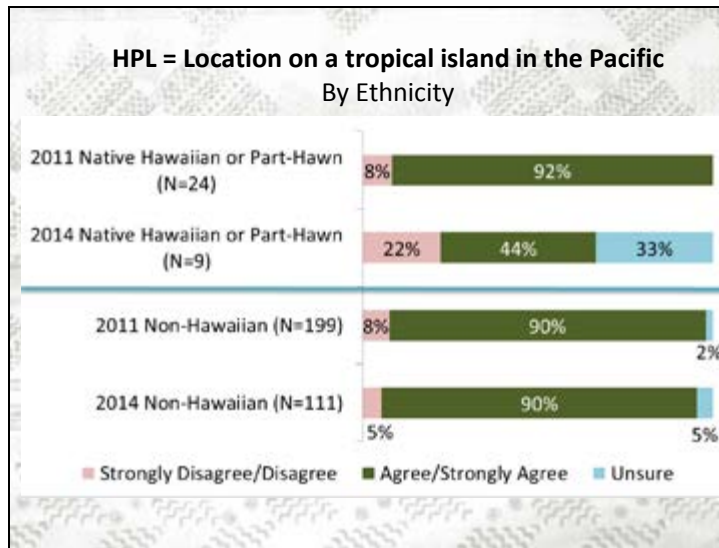 HPL = Location on a tropical island in the Pacific
By Ethnicity
2011 Native Hawaiian or Part-Hawn
(N=24)
8% 92%
2014 Native Hawaiian or Part-Hawn
(N=9)
22% 44% 33%
2011 Non-Hawaiian (N=199)
8% 90%
2%
2014 Non-Hawaiian (N=111)
90%
5% 5%
Strongly Disagree/Disagree Agree/Strongly Agree Unsure